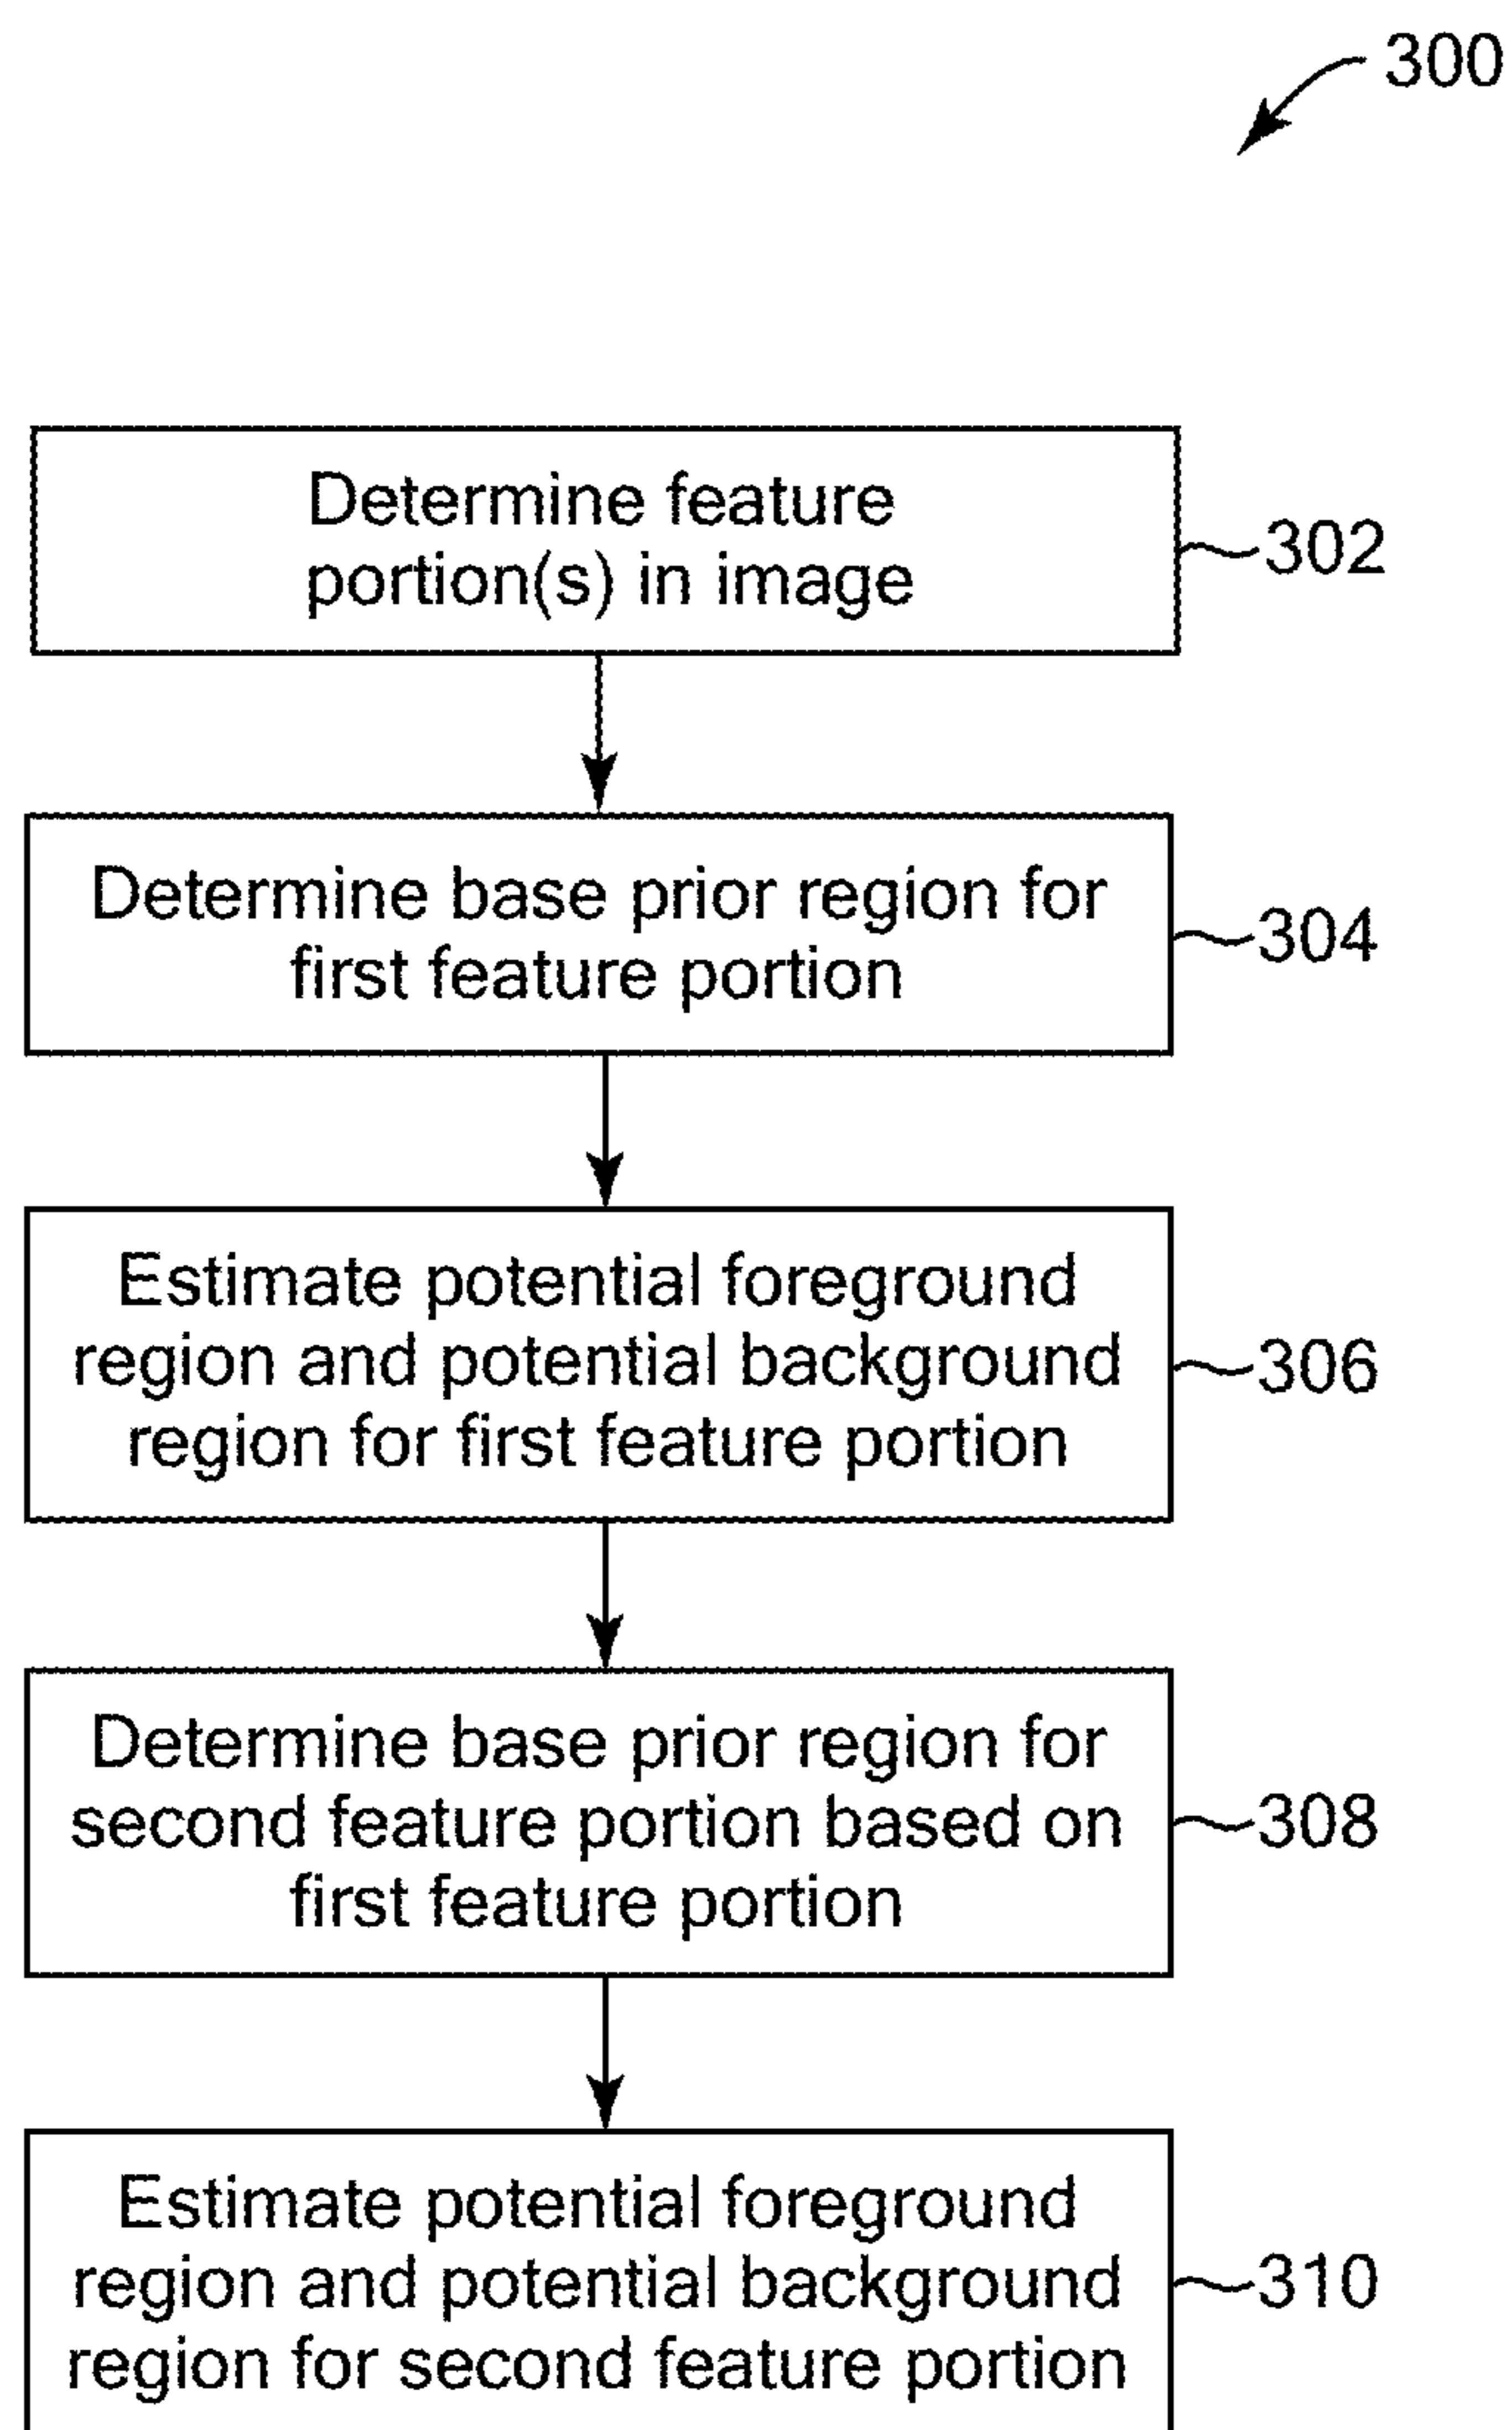 300
Determine feature
portion(s) in image
302
Determine base prior region for
first feature portion
304
Estimate potential foreground
region and potential background
region for first feature portion
306
Determine base prior region for
second feature portion based on
first feature portion
308
Estimate potential foreground
region and potential background
region for second feature portion
310